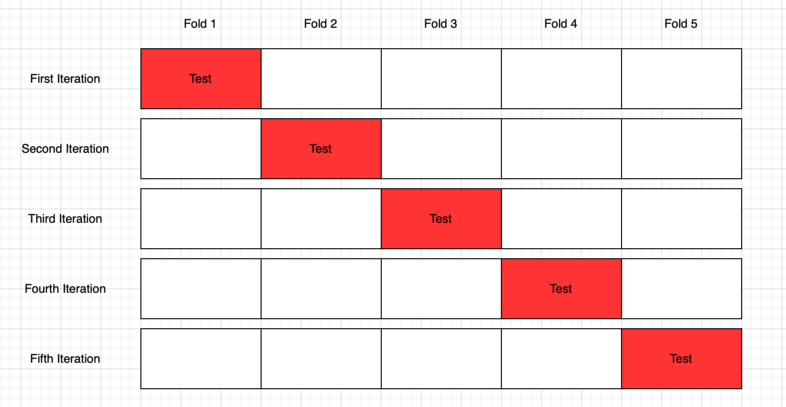 Fold 1 Fold 2 Fold 3 Fold 4 Fold 5
First Iteration Test
Second Iteration Test
Third Iteration Test
Fourth Iteration Test
Fifth Iteration Test